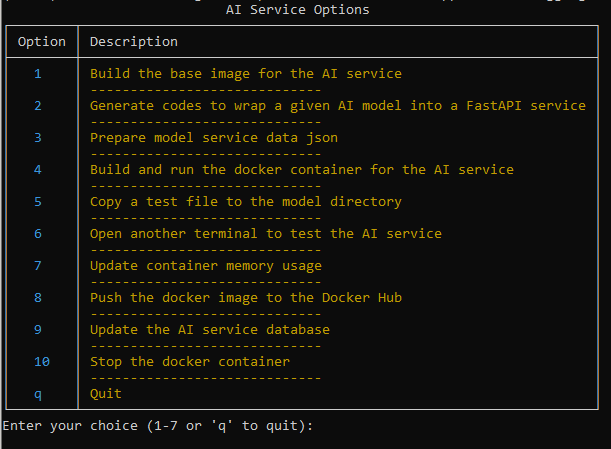 AI Service Options
Option Description
1 Build the base image for the AI service
-----------------------------
2 Generate codes to wrap a given AI model into a FastAPI service
-----------------------------
3 Prepare model service data json
-----------------------------
4 Build and run the docker container for the AI service
-----------------------------
5 Copy a test file to the model directory
-----------------------------
6 Open another terminal to test the AI service
-----------------------------
7 Update container memory usage
-----------------------------
8 Push the docker image to the Docker Hub
-----------------------------
9 Update the AI service database
-----------------------------
10 Stop the docker container
-----------------------------
q Quit
Enter your choice (1-7 or 'q' to quit):